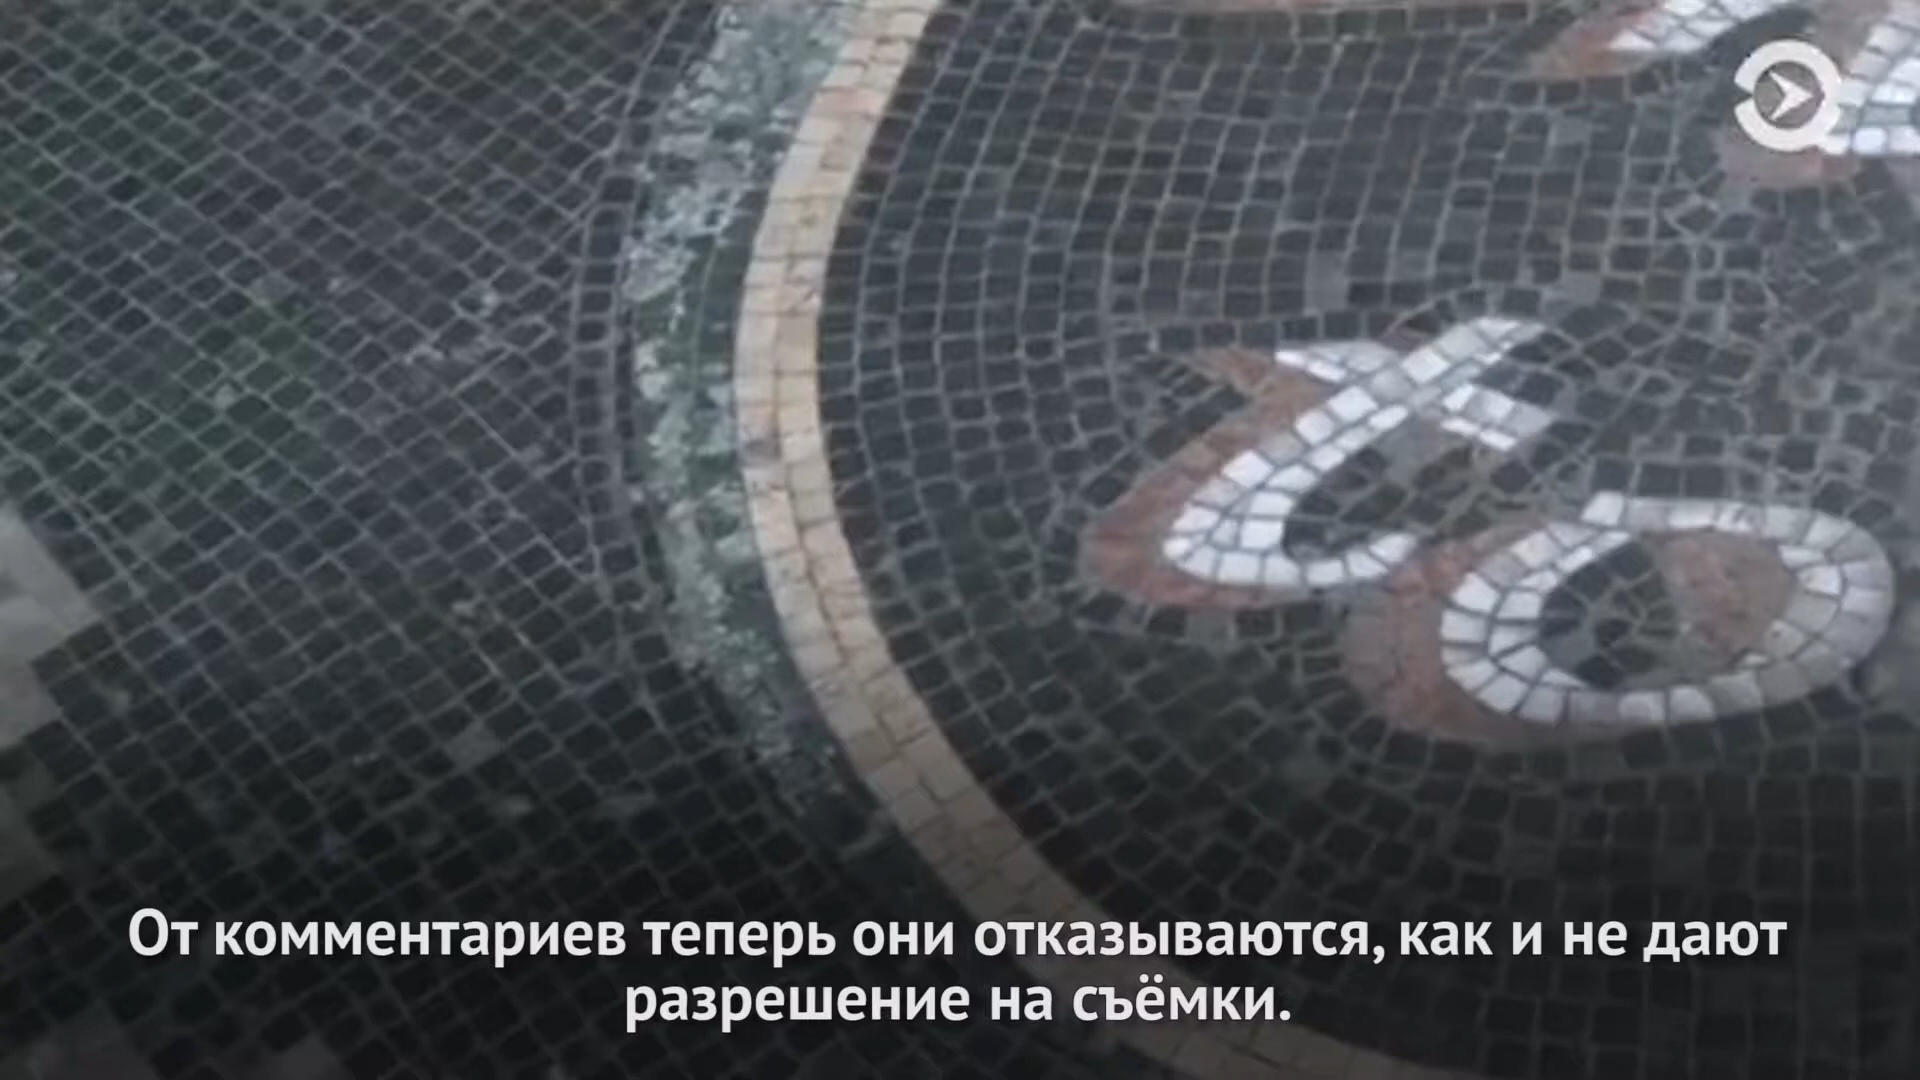 От комментариев теперь они отказываются, как и не дают
разрешение на съёмки.